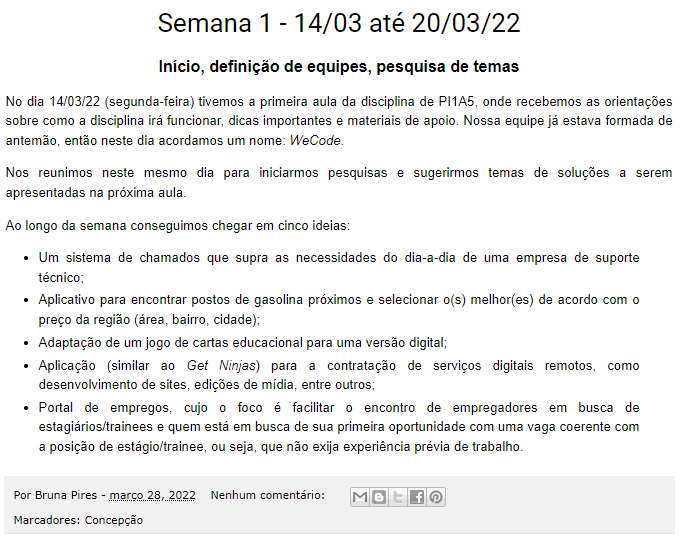 Semana 1 - 14/03 até 20/03/22
Início, definição de equipes, pesquisa de temas
No dia 14/03/22 (segunda-feira) tivemos a primeira aula da disciplina de PI1A5, onde recebemos as orientações
sobre como a disciplina irá funcionar, dicas importantes e materiais de apoio. Nossa equipe já estava formada de
antemão, então neste dia acordamos um nome: WeCode.
Nos reunimos neste mesmo dia para iniciarmos pesquisas e sugerirmos temas de soluções a serem
apresentadas na próxima aula.
Ao longo da semana conseguimos chegar em cinco ideias:
• Um sistema de chamados que supra as necessidades do dia-a-dia de uma empresa de suporte
técnico;
• Aplicativo para encontrar postos de gasolina próximos e selecionar o(s) melhor(es) de acordo com o
preço da região (área, bairro, cidade);
• Adaptação de um jogo de cartas educacional para uma versão digital;
• Aplicação (similar ao Get Ninjas) para a contratação de serviços digitais remotos, como
desenvolvimento de sites, edições de mídia, entre outros;
• Portal de empregos, cujo o foco é facilitar o encontro de empregadores em busca de
estagiários/trainees e quem está em busca de sua primeira oportunidade com uma vaga coerente com
a posição de estágio/trainee, ou seja, que não exija experiência prévia de trabalho.
Por Bruna Pires - março 28, 2022 Nenhum comentário:
Marcadores: Concepção